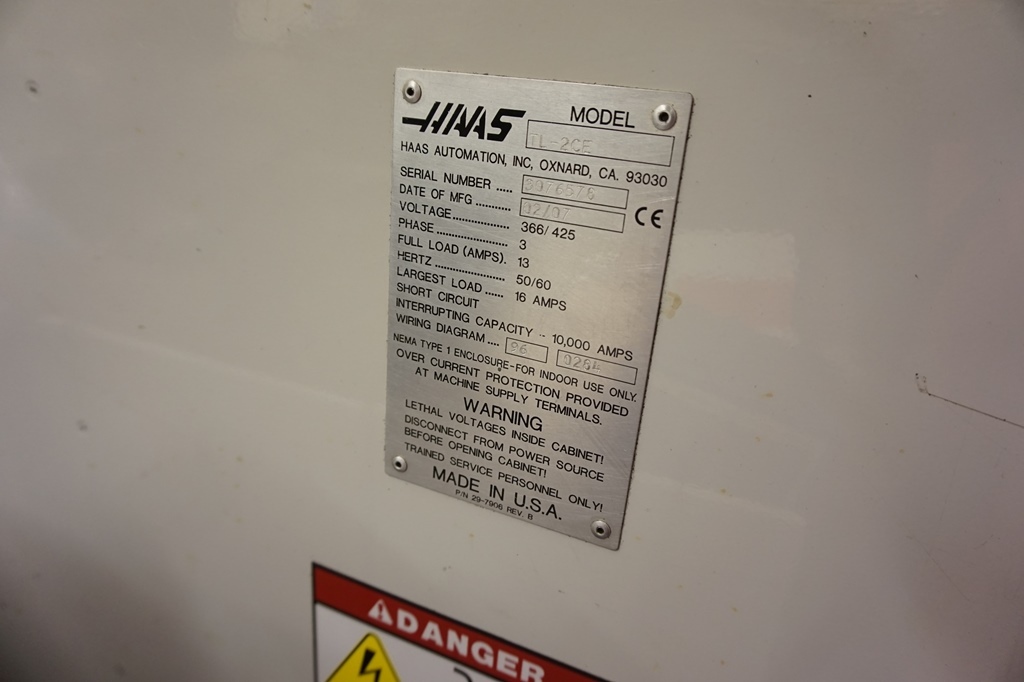 HAAS MODEL
TL-2CE
HAAS AUTOMATION, INC, OXNARD, CA. 93030
SERIAL NUMBER ..... 3076576
DATE OF MFG .......... 02/07 CE
VOLTAGE................. 366/425
PHASE..................... 3
FULL LOAD (AMPS). 13
HERTZ ..................... 50/60
LARGEST LOAD ...... 16 AMPS
SHORT CIRCUIT
INTERRUPTING CAPACITY .. 10,000 AMPS
WIRING DIAGRAM .... 96
NEMA TYPE 1 ENCLOSURE-FOR INDOOR USE ONLY.
OVER CURRENT PROTECTION PROVIDED
AT MACHINE SUPPLY TERMINALS.
WARNING
LETHAL VOLTAGES INSIDE CABINET!
DISCONNECT FROM POWER SOURCE
BEFORE OPENING CABINET!
TRAINED SERVICE PERSONNEL ONLY!
MADE IN U.S.A.
P/N 29-7906 REV. B
DANGER